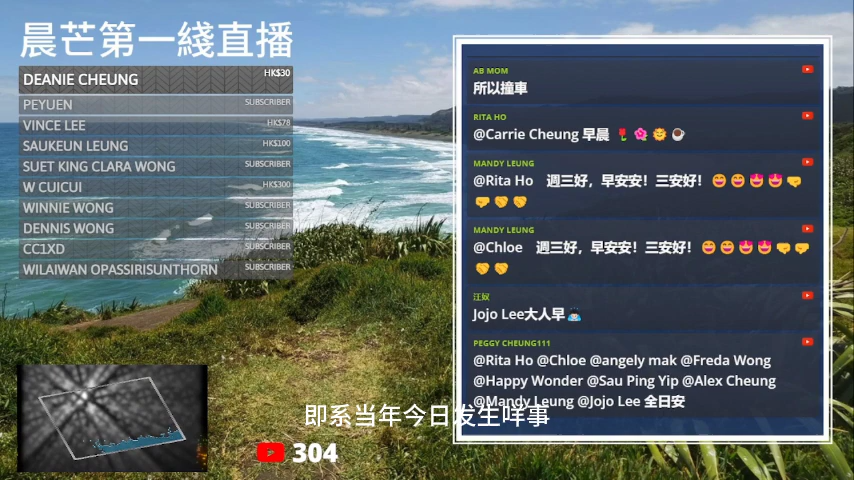 晨芒第一綫直播
DEANIE CHEUNG HK$30
PEYUEN SUBSCRIBER
VINCE LEE HK$78
SAUKEUN LEUNG HK$100
SUET KING CLARA WONG SUBSCRIBER
W CUICUI HK$300
WINNIE WONG SUBSCRIBER
DENNIS WONG SUBSCRIBER
CC1XD SUBSCRIBER
WILAIWAN OPASSIRISUNTHORN SUBSCRIBER
AB MOM
所以撞車
RITA HO
@Carrie Cheung 早晨 🌷🌺🌞☕
MANDY LEUNG
@Rita Ho 週三好，早安安！三安好！ 😄😄🤩🤩🤜
🤛👏👏
MANDY LEUNG
@Chloe 週三好，早安安！三安好！ 😄😄🤩🤩🤜🤛
👏👏
汪奴
Jojo Lee大人早🙇
PEGGY CHEUNG111
@Rita Ho @Chloe @angely mak @Freda Wong
@Happy Wonder @Sau Ping Yip @Alex Cheung
@Mandy Leung @Jojo Lee 全日安
即系当年今日发生咩事
304